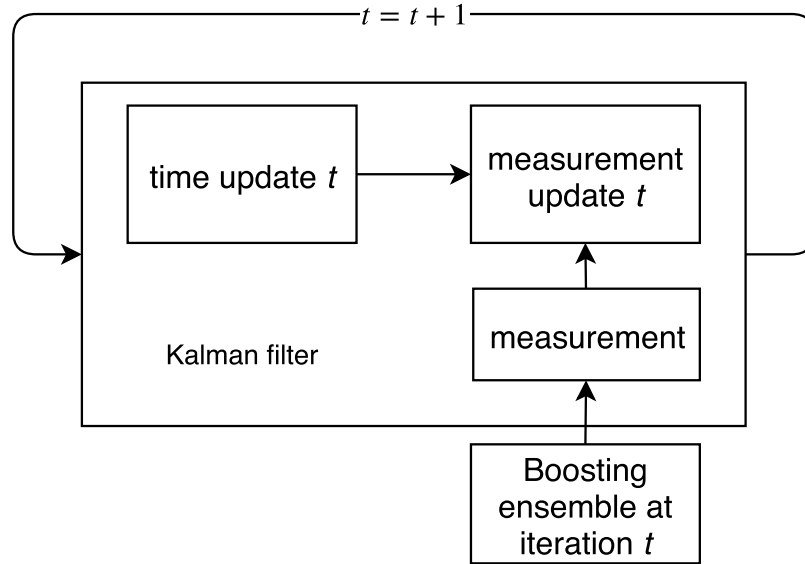 t = t + 1
time update t
measurement
update t
measurement
Kalman filter
Boosting
ensemble at
iteration t